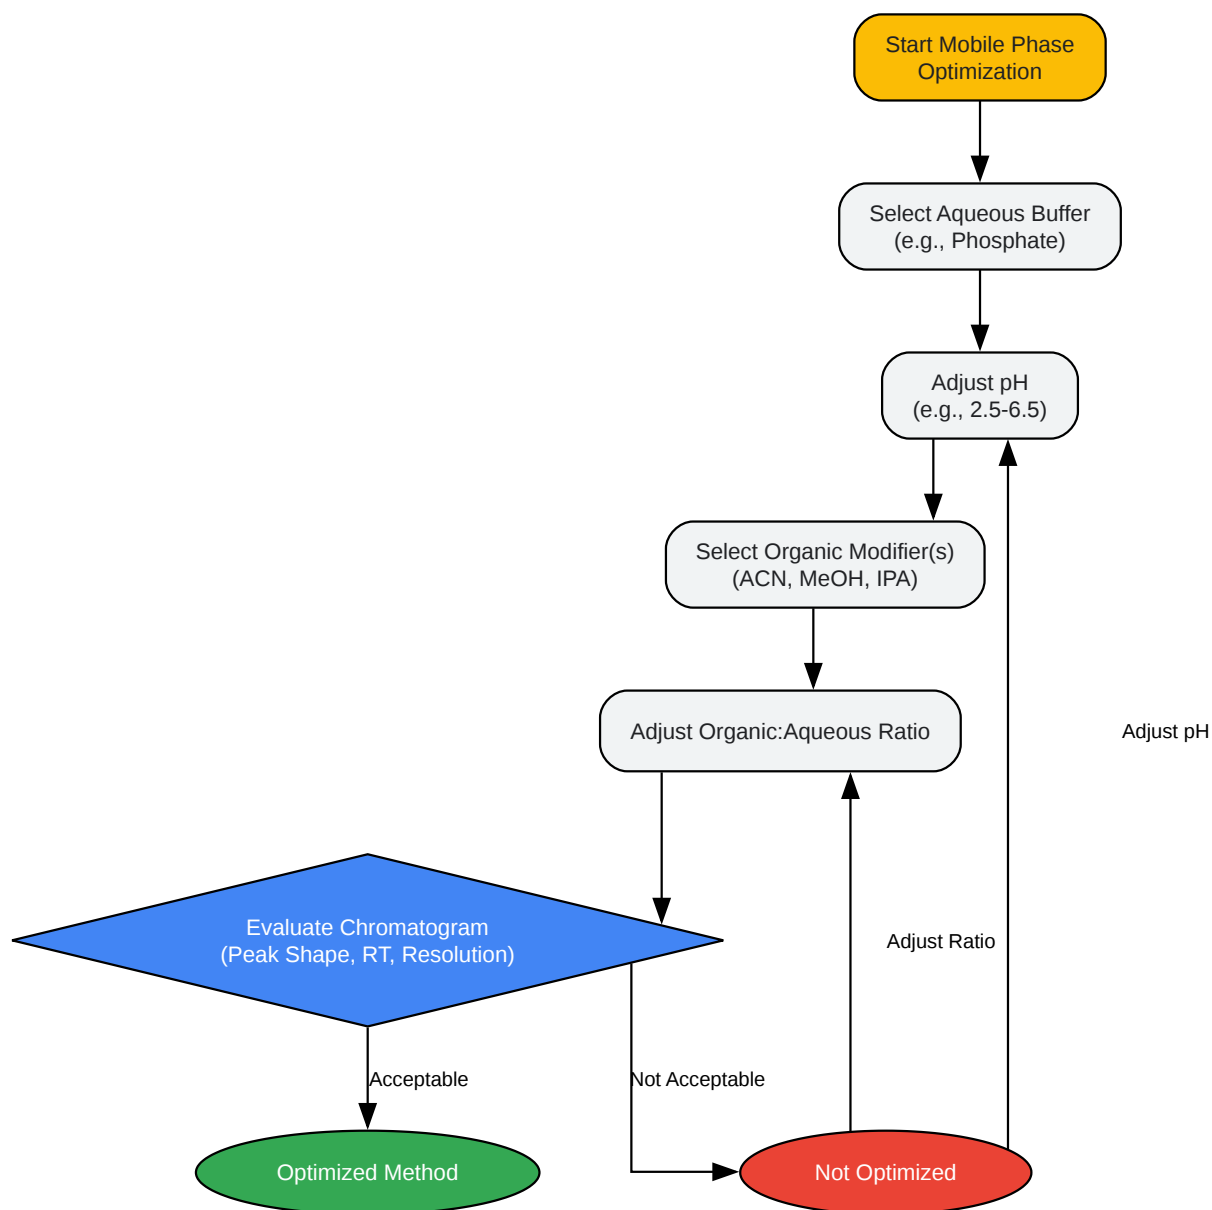 Start Mobile Phase
Optimization
Select Aqueous Buffer
(e.g., Phosphate)
Adjust pH
(e.g., 2.5-6.5)
Select Organic Modifier(s)
(ACN, MeOH, IPA)
Adjust Organic:Aqueous Ratio
Adjust pH
Evaluate Chromatogram
(Peak Shape, RT, Resolution)
Adjust Ratio
Acceptable
Not Acceptable
Optimized Method
Not Optimized